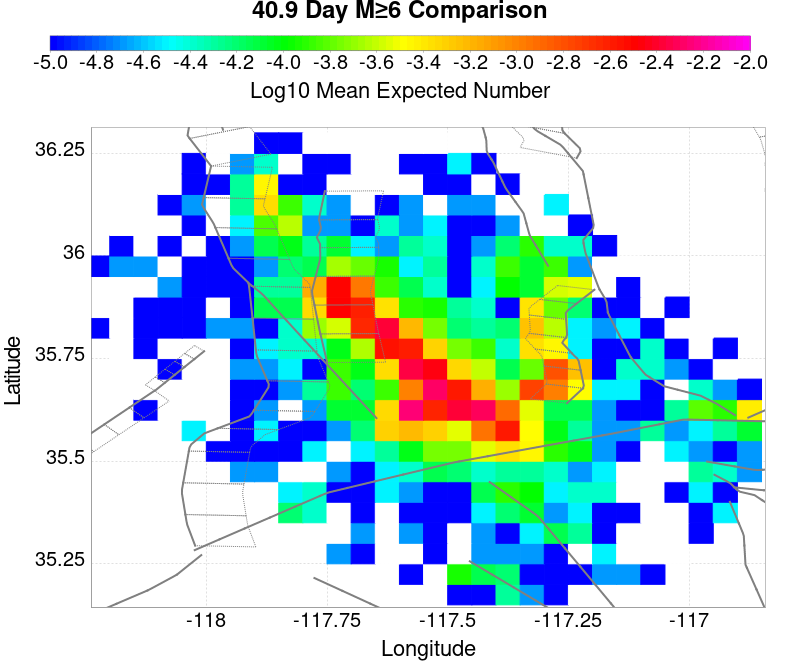 40.9 Day M≥6 Comparison
-5.0 -4.8 -4.6 -4.4 -4.2 -4.0 -3.8 -3.6 -3.4 -3.2 -3.0 -2.8 -2.6 -2.4 -2.2 -2.0
Log10 Mean Expected Number
36.25
36
35.75
35.5
35.25
Latitude
-118 -117.75 -117.5 -117.25 -117
Longitude